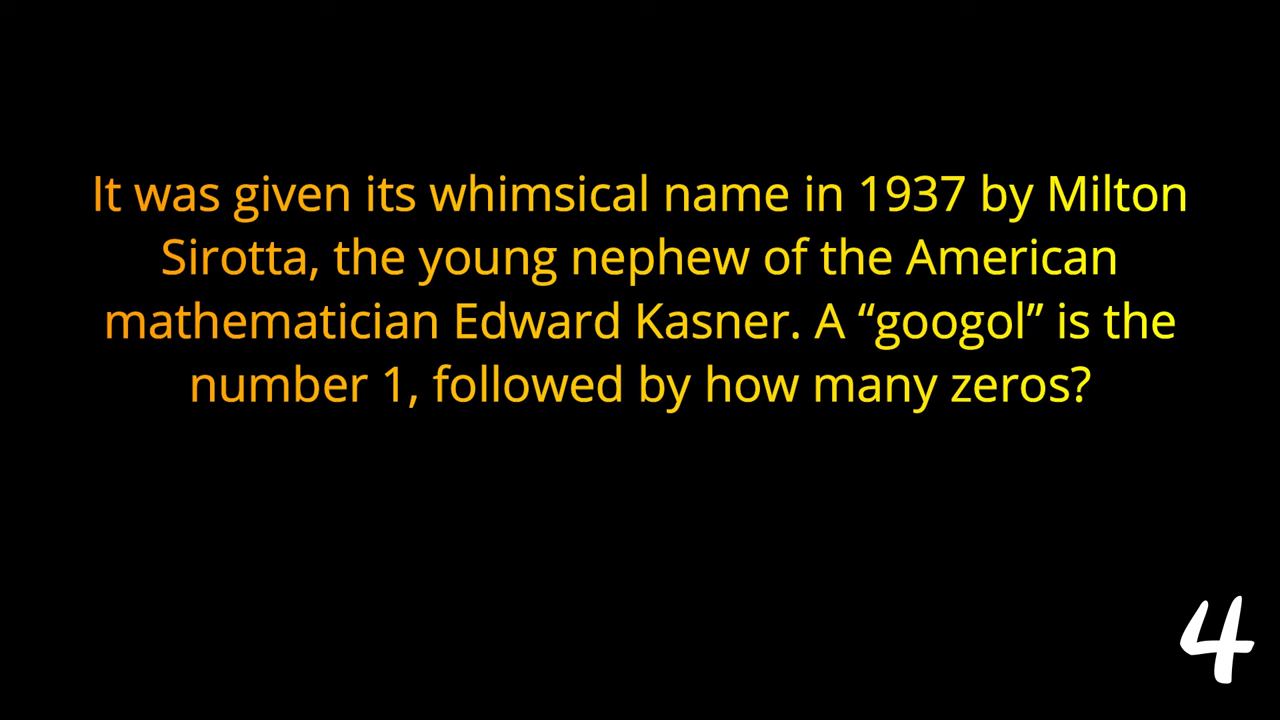 It was given its whimsical name in 1937 by Milton
Sirotta, the young nephew of the American
mathematician Edward Kasner. A “googol” is the
number 1, followed by how many zeros?
4